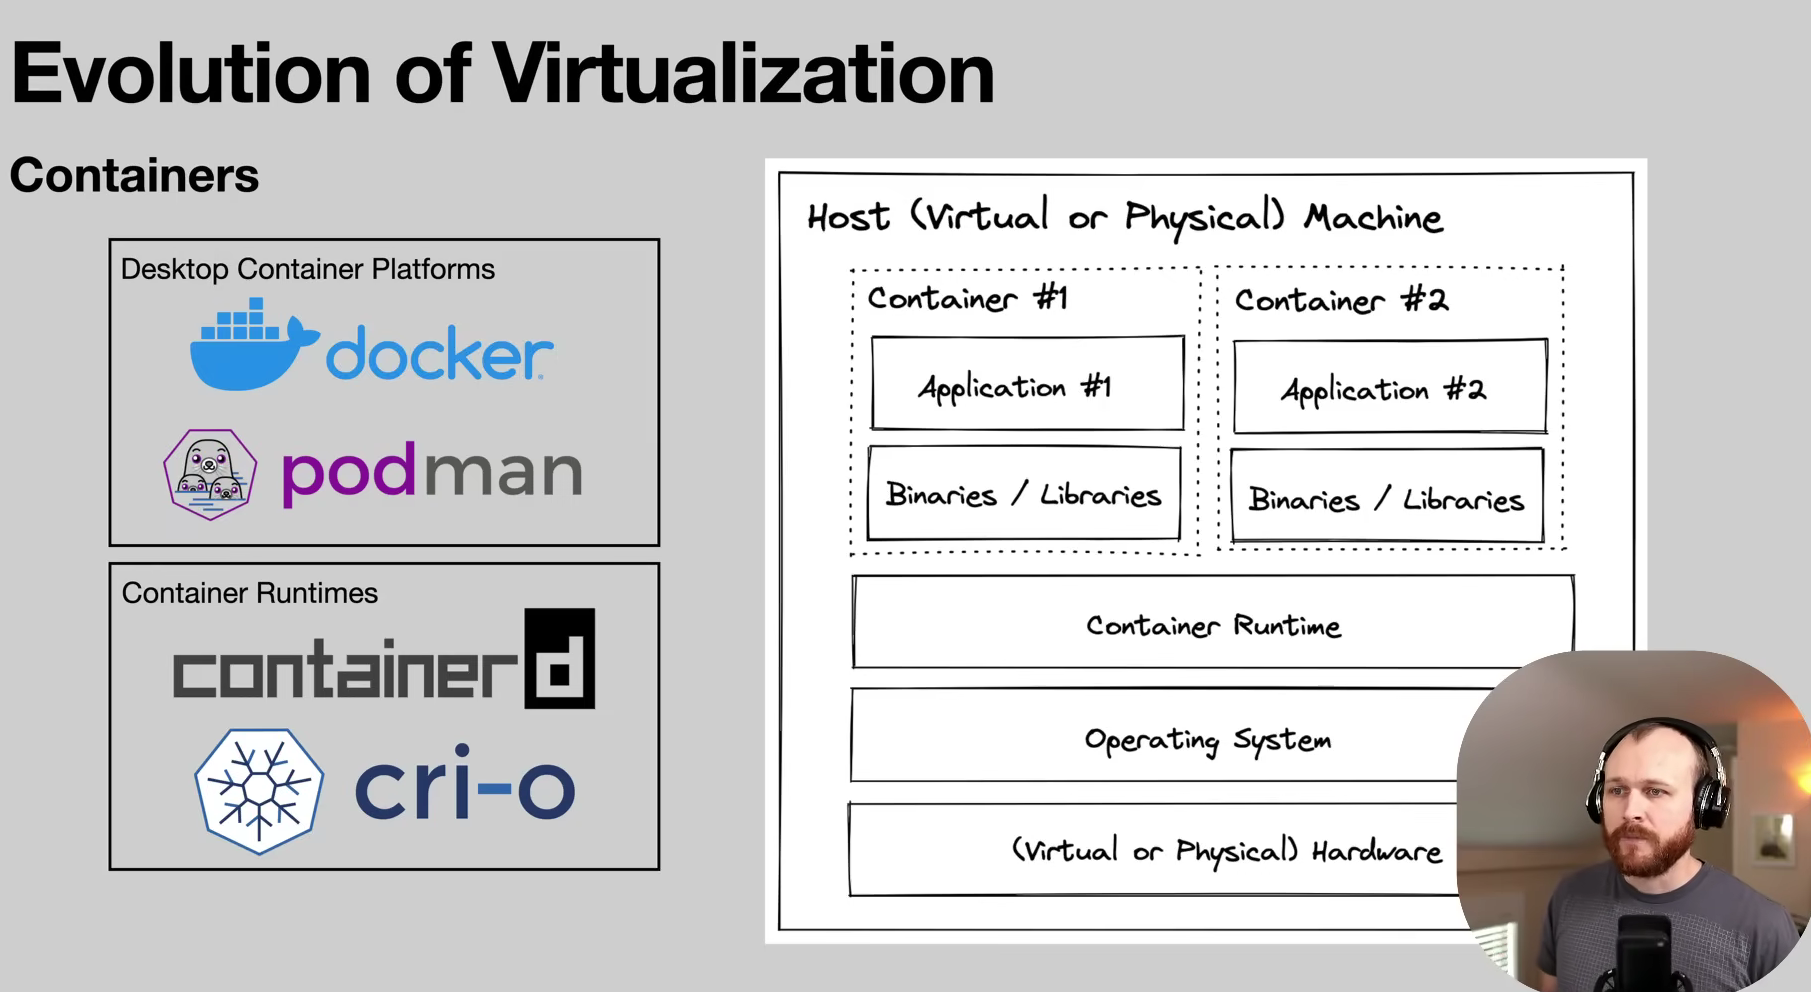 Evolution of Virtualization
Containers
Desktop Container Platforms
docker
podman
Container Runtimes
containerd
cri-o
Host (Virtual or Physical) Machine
Container #1
Application #1
Binaries / Libraries
Container #2
Application #2
Binaries / Libraries
Container Runtime
Operating System
(Virtual or Physical) Hardware